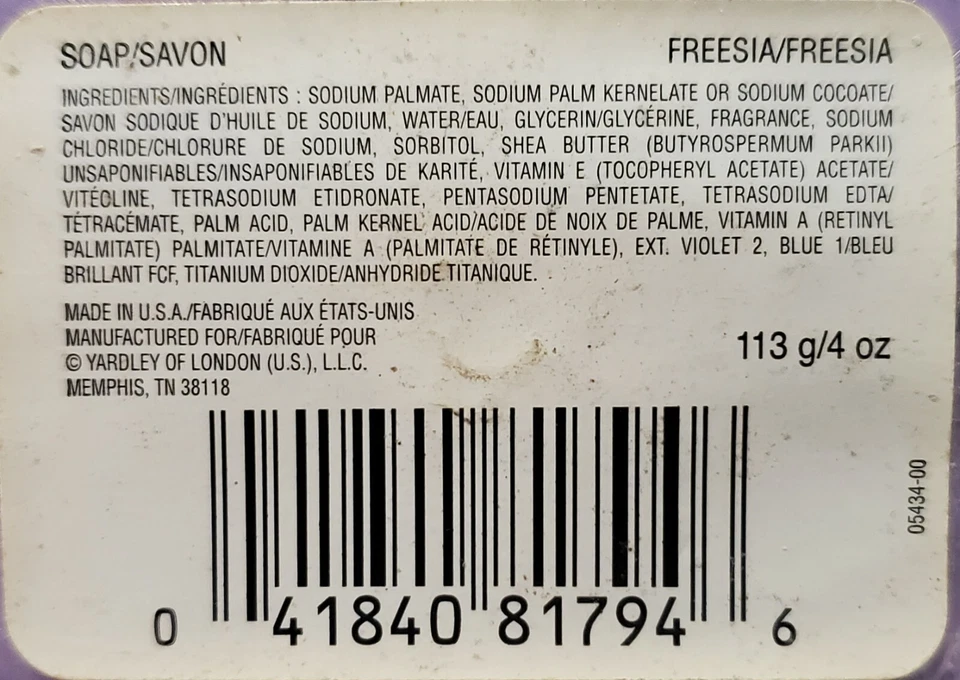 SOAP/SAVON FREESIA/FREESIA
INGREDIENTS/INGRÉDIENTS : SODIUM PALMATE, SODIUM PALM KERNELATE OR SODIUM COCOATE/
SAVON SODIQUE D'HUILE DE SODIUM, WATER/EAU, GLYCERIN/GLYCÉRINE, FRAGRANCE, SODIUM
CHLORIDE/CHLORURE DE SODIUM, SORBITOL, SHEA BUTTER (BUTYROSPERMUM PARKII)
UNSAPONIFIABLES/INSAPONIFIABLES DE KARITÉ, VITAMIN E (TOCOPHERYL ACETATE) ACETATE/
VITÉOLINE, TETRASODIUM ETIDRONATE, PENTASODIUM PENTETATE, TETRASODIUM EDTA/
TÉTRACÉMATE, PALM ACID, PALM KERNEL ACID/ACIDE DE NOIX DE PALME, VITAMIN A (RETINYL
PALMITATE) PALMITATE/VITAMINE A (PALMITATE DE RÉTINYLE), EXT. VIOLET 2, BLUE 1/BLEU
BRILLANT FCF, TITANIUM DIOXIDE/ANHYDRIDE TITANIQUE.
MADE IN U.S.A./FABRIQUÉ AUX ÉTATS-UNIS
MANUFACTURED FOR/FABRIQUÉ POUR
© YARDLEY OF LONDON (U.S.), L.L.C.
MEMPHIS, TN 38118
113 g/4 oz
05434-00
0 41840 81794 6